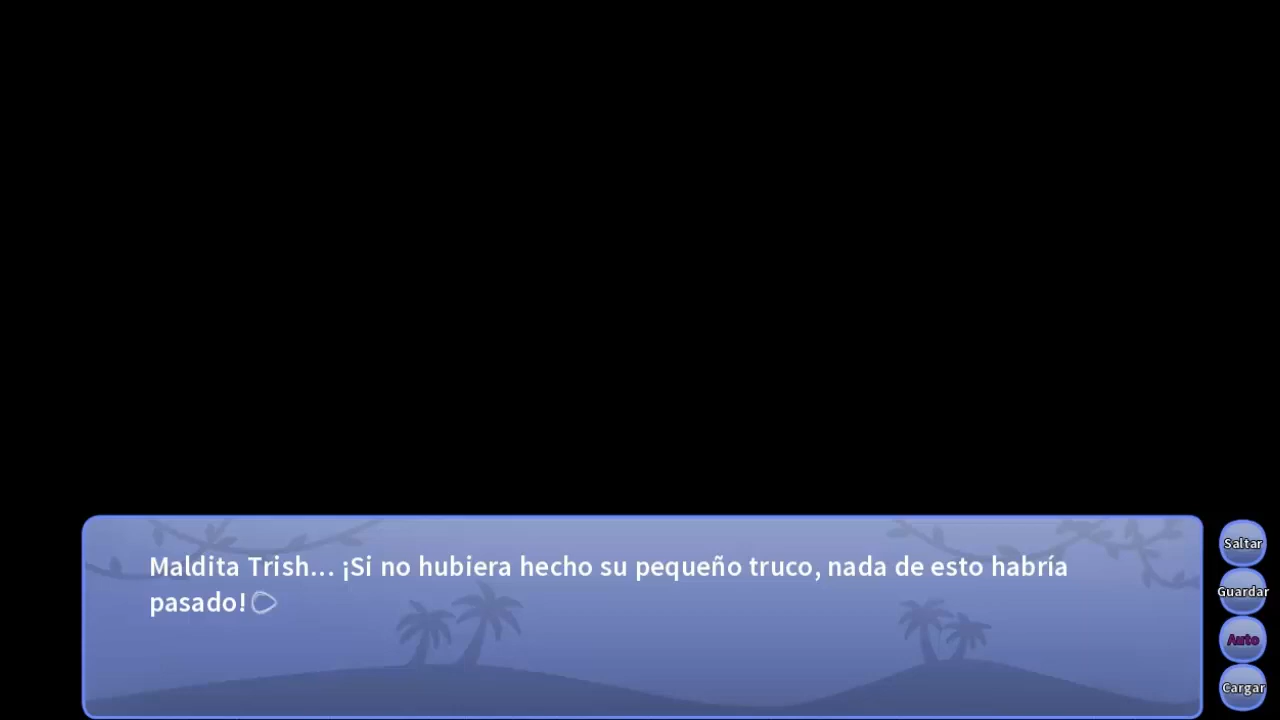 Maldita Trish... ¡Si no hubiera hecho su pequeño truco, nada de esto habría
pasado!
Saltar
Guardar
Auto
Cargar